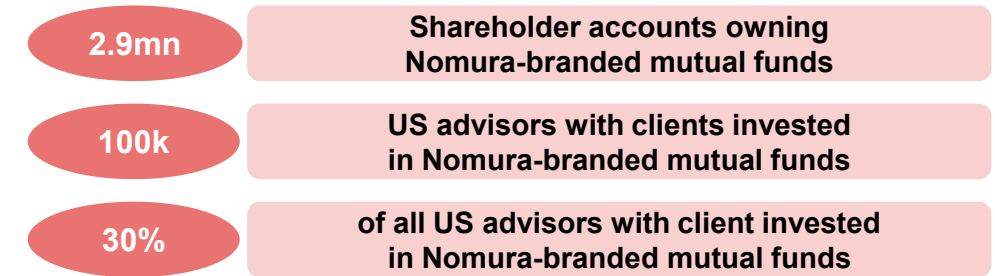 2.9mn
Shareholder accounts owning
Nomura-branded mutual funds
100k
US advisors with clients invested
in Nomura-branded mutual funds
30%
of all US advisors with client invested
in Nomura-branded mutual funds